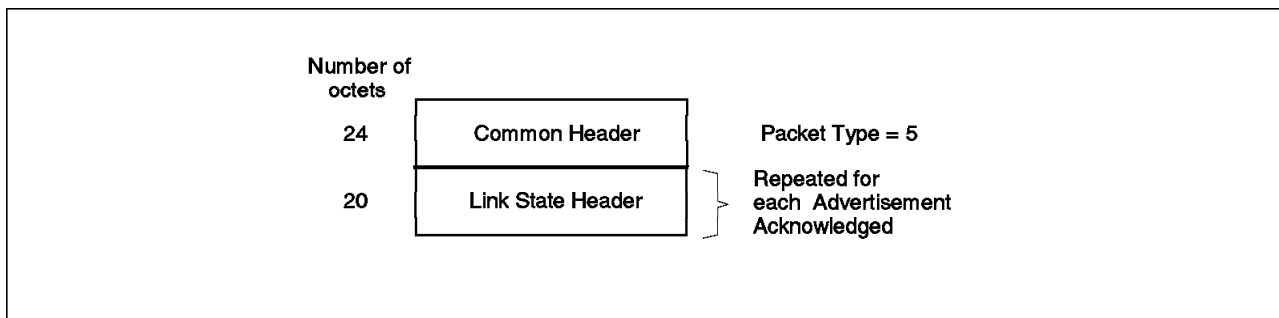 Number of
octets
24 Common Header Packet Type = 5
20 Link State Header Repeated for
each Advertisement
Acknowledged